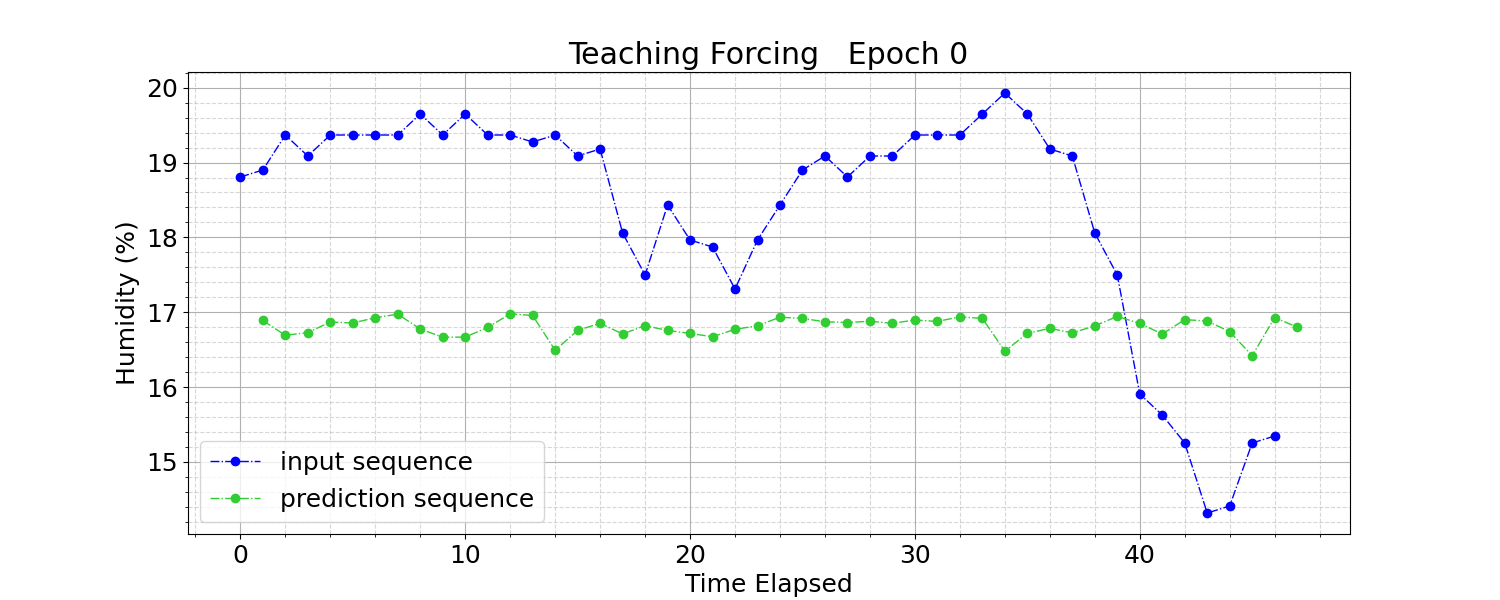 Teaching Forcing   Epoch 0
Humidity (%)
20
19
18
17
16
15
input sequence
prediction sequence
0 10 20 30 40
Time Elapsed